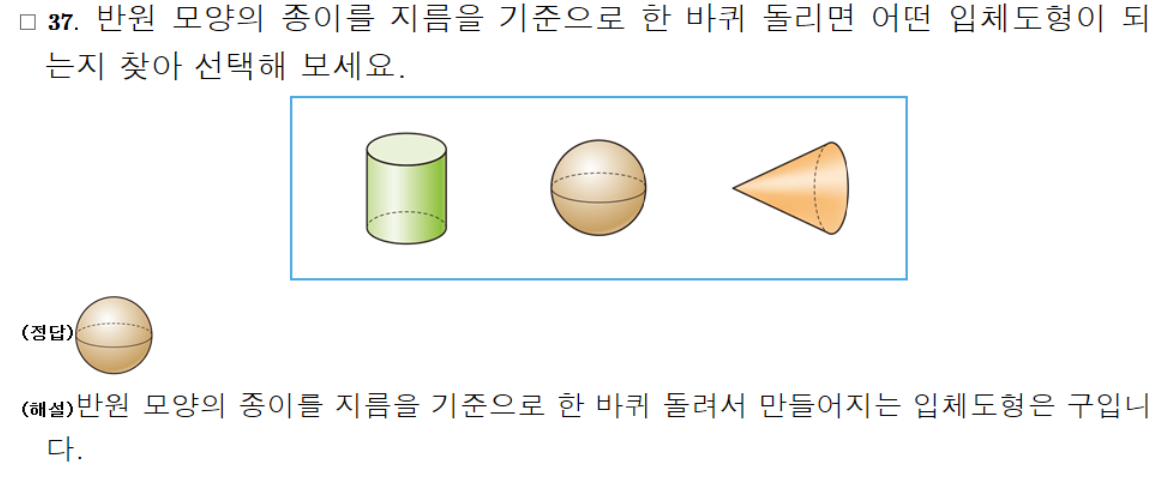 □ 37. 반원 모양의 종이를 지름을 기준으로 한 바퀴 돌리면 어떤 입체도형이 되
는지 찾아 선택해 보세요.
(정답)
(해설)반원 모양의 종이를 지름을 기준으로 한 바퀴 돌려서 만들어지는 입체도형은 구입니
다.